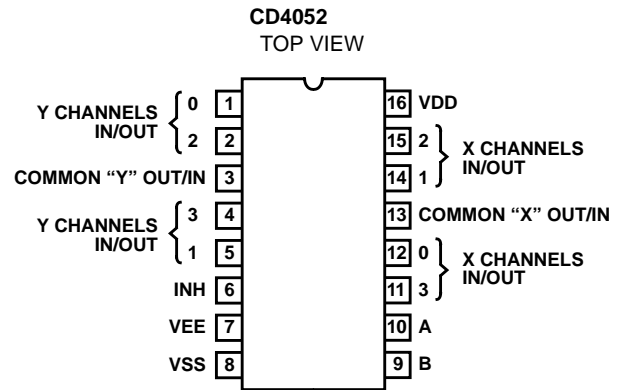 CD4052
TOP VIEW
Y CHANNELS
IN/OUT
0 1
2 2
COMMON “Y” OUT/IN 3
Y CHANNELS
IN/OUT
3 4
1 5
INH 6
VEE 7
VSS 8
16 VDD
15 2
14 1
X CHANNELS
IN/OUT
13 COMMON “X” OUT/IN
12 0
11 3
X CHANNELS
IN/OUT
10 A
9 B